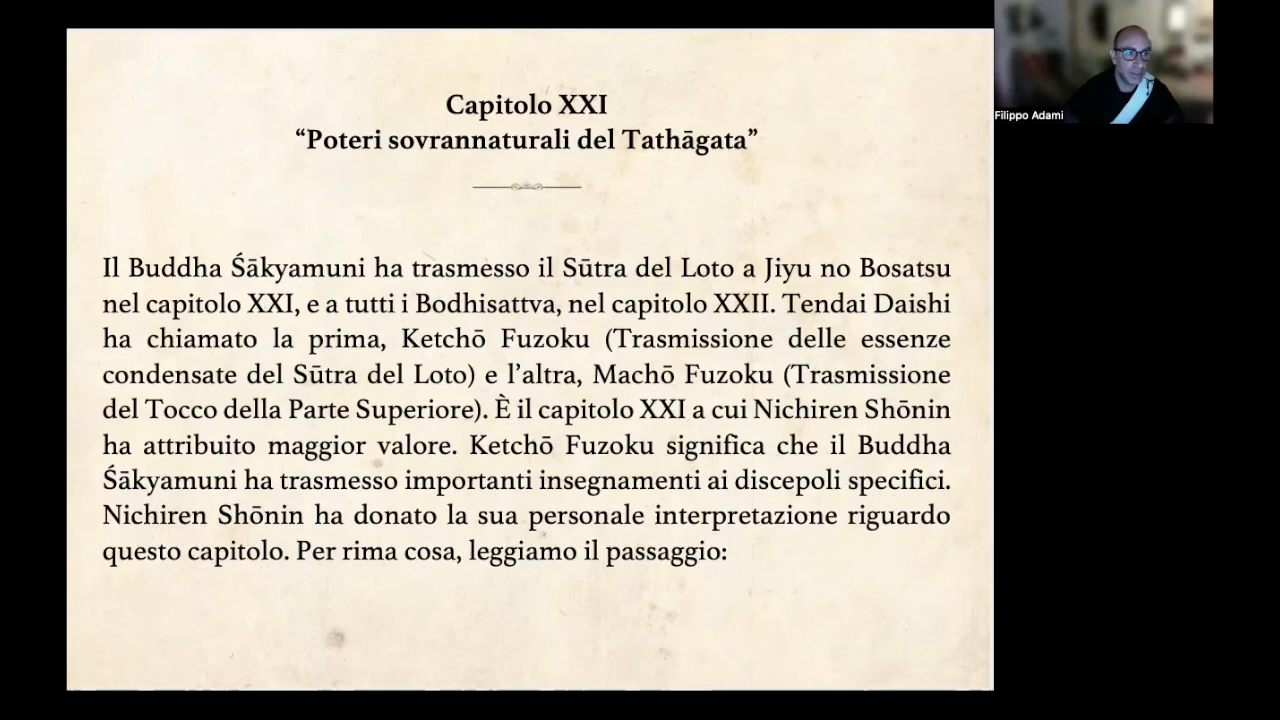 Capitolo XXI
“Poteri sovrannaturali del Tathāgata”
Il Buddha Śākyamuni ha trasmesso il Sūtra del Loto a Jiyu no Bosatsu
nel capitolo XXI, e a tutti i Bodhisattva, nel capitolo XXII. Tendai Daishi
ha chiamato la prima, Ketchō Fuzoku (Trasmissione delle essenze
condensate del Sūtra del Loto) e l’altra, Machō Fuzoku (Trasmissione
del Tocco della Parte Superiore). È il capitolo XXI a cui Nichiren Shōnin
ha attribuito maggior valore. Ketchō Fuzoku significa che il Buddha
Śākyamuni ha trasmesso importanti insegnamenti ai discepoli specifici.
Nichiren Shōnin ha donato la sua personale interpretazione riguardo
questo capitolo. Per rima cosa, leggiamo il passaggio:
Filippo Adami